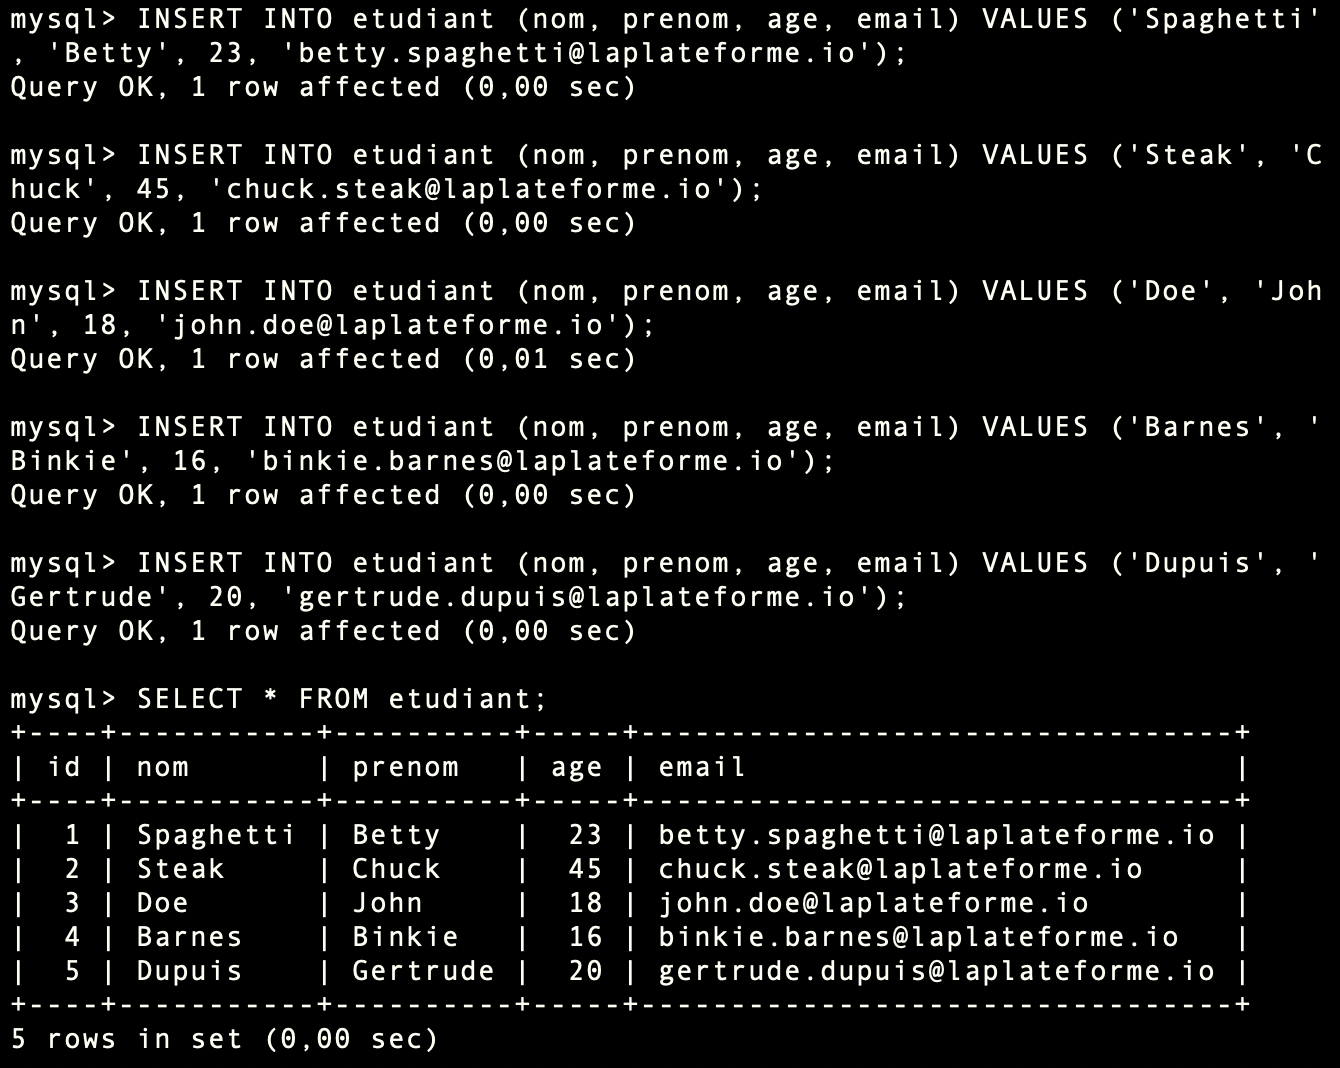 mysql> INSERT INTO etudiant (nom, prenom, age, email) VALUES ('Spaghetti'
, 'Betty', 23, 'betty.spaghetti@laplateforme.io');
Query OK, 1 row affected (0,00 sec)

mysql> INSERT INTO etudiant (nom, prenom, age, email) VALUES ('Steak', 'C
huck', 45, 'chuck.steak@laplateforme.io');
Query OK, 1 row affected (0,00 sec)

mysql> INSERT INTO etudiant (nom, prenom, age, email) VALUES ('Doe', 'Joh
n', 18, 'john.doe@laplateforme.io');
Query OK, 1 row affected (0,01 sec)

mysql> INSERT INTO etudiant (nom, prenom, age, email) VALUES ('Barnes', '
Binkie', 16, 'binkie.barnes@laplateforme.io');
Query OK, 1 row affected (0,00 sec)

mysql> INSERT INTO etudiant (nom, prenom, age, email) VALUES ('Dupuis', '
Gertrude', 20, 'gertrude.dupuis@laplateforme.io');
Query OK, 1 row affected (0,00 sec)

mysql> SELECT * FROM etudiant;
+----+-----------+----------+-----+---------------------------------+
| id | nom       | prenom   | age | email                           |
+----+-----------+----------+-----+---------------------------------+
|  1 | Spaghetti | Betty    |  23 | betty.spaghetti@laplateforme.io |
|  2 | Steak     | Chuck    |  45 | chuck.steak@laplateforme.io     |
|  3 | Doe       | John     |  18 | john.doe@laplateforme.io        |
|  4 | Barnes    | Binkie   |  16 | binkie.barnes@laplateforme.io   |
|  5 | Dupuis    | Gertrude |  20 | gertrude.dupuis@laplateforme.io |
+----+-----------+----------+-----+---------------------------------+
5 rows in set (0,00 sec)